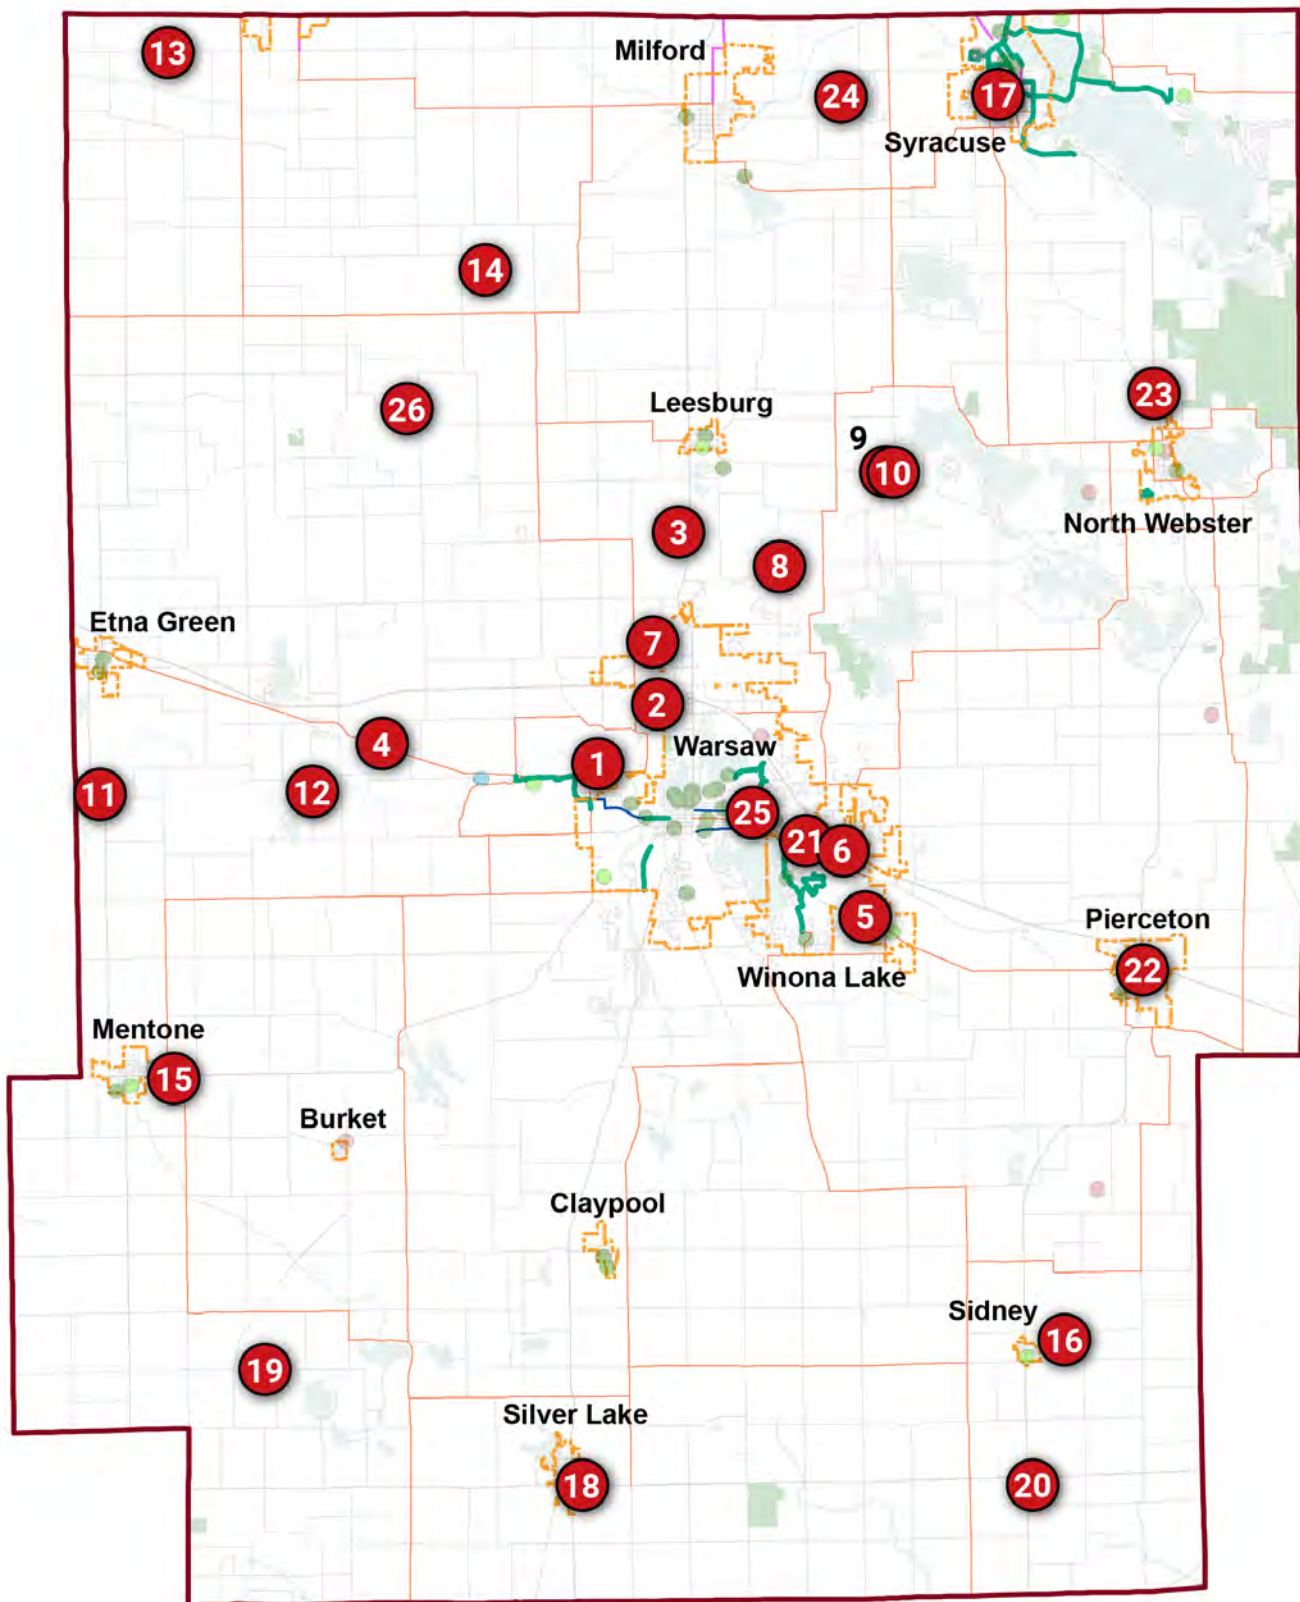 13
Milford
24
17
Syracuse
14
26
Leesburg
23
9
10
North Webster
3
8
Etna Green
7
2
4
1
Warsaw
11
12
25
21
6
5
Pierceton
Winona Lake
22
Mentone
15
Burket
Claypool
Sidney
16
19
Silver Lake
18
20